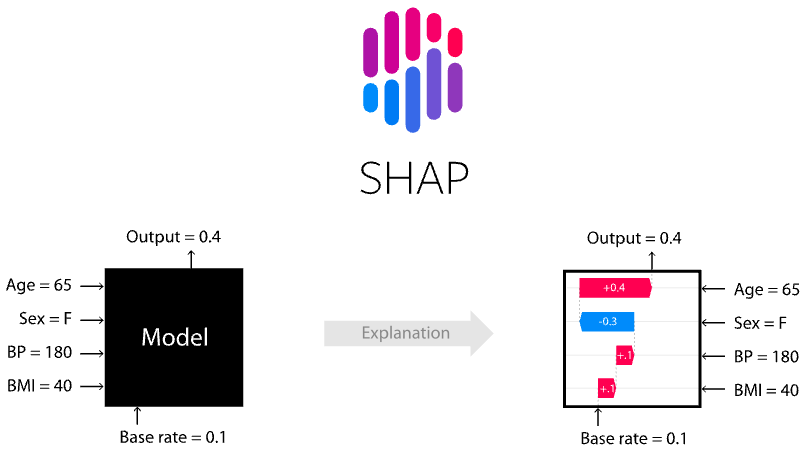 SHAP
Output = 0.4
Age = 65
Sex = F
BP = 180
BMI = 40
Model
Base rate = 0.1
Explanation
Output = 0.4
+0.4
Age = 65
-0.3
Sex = F
+.1
BP = 180
+.1
BMI = 40
Base rate = 0.1